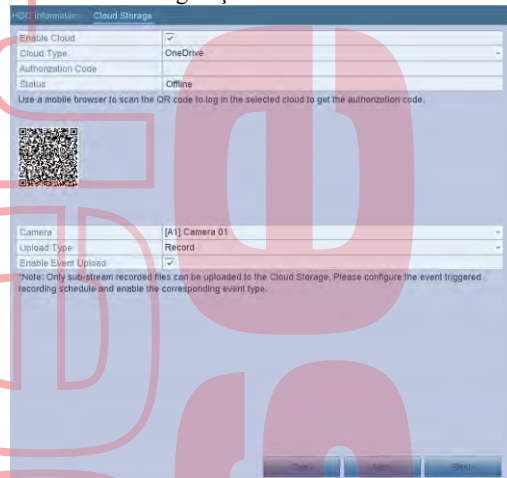 HDD Information Cloud Storage
Enable Cloud
Cloud Type OneDrive
Authorization Code
Status Offline
Use a mobile browser to scan the QR code to log in the selected cloud to get the authorization code.
Camera [A1] Camera 01
Upload Type Record
Enable Event Upload
*Note: Only sub-stream recorded files can be uploaded to the Cloud Storage. Please configure the event triggered
recording schedule and enable the corresponding event type.
Copy Apply Back